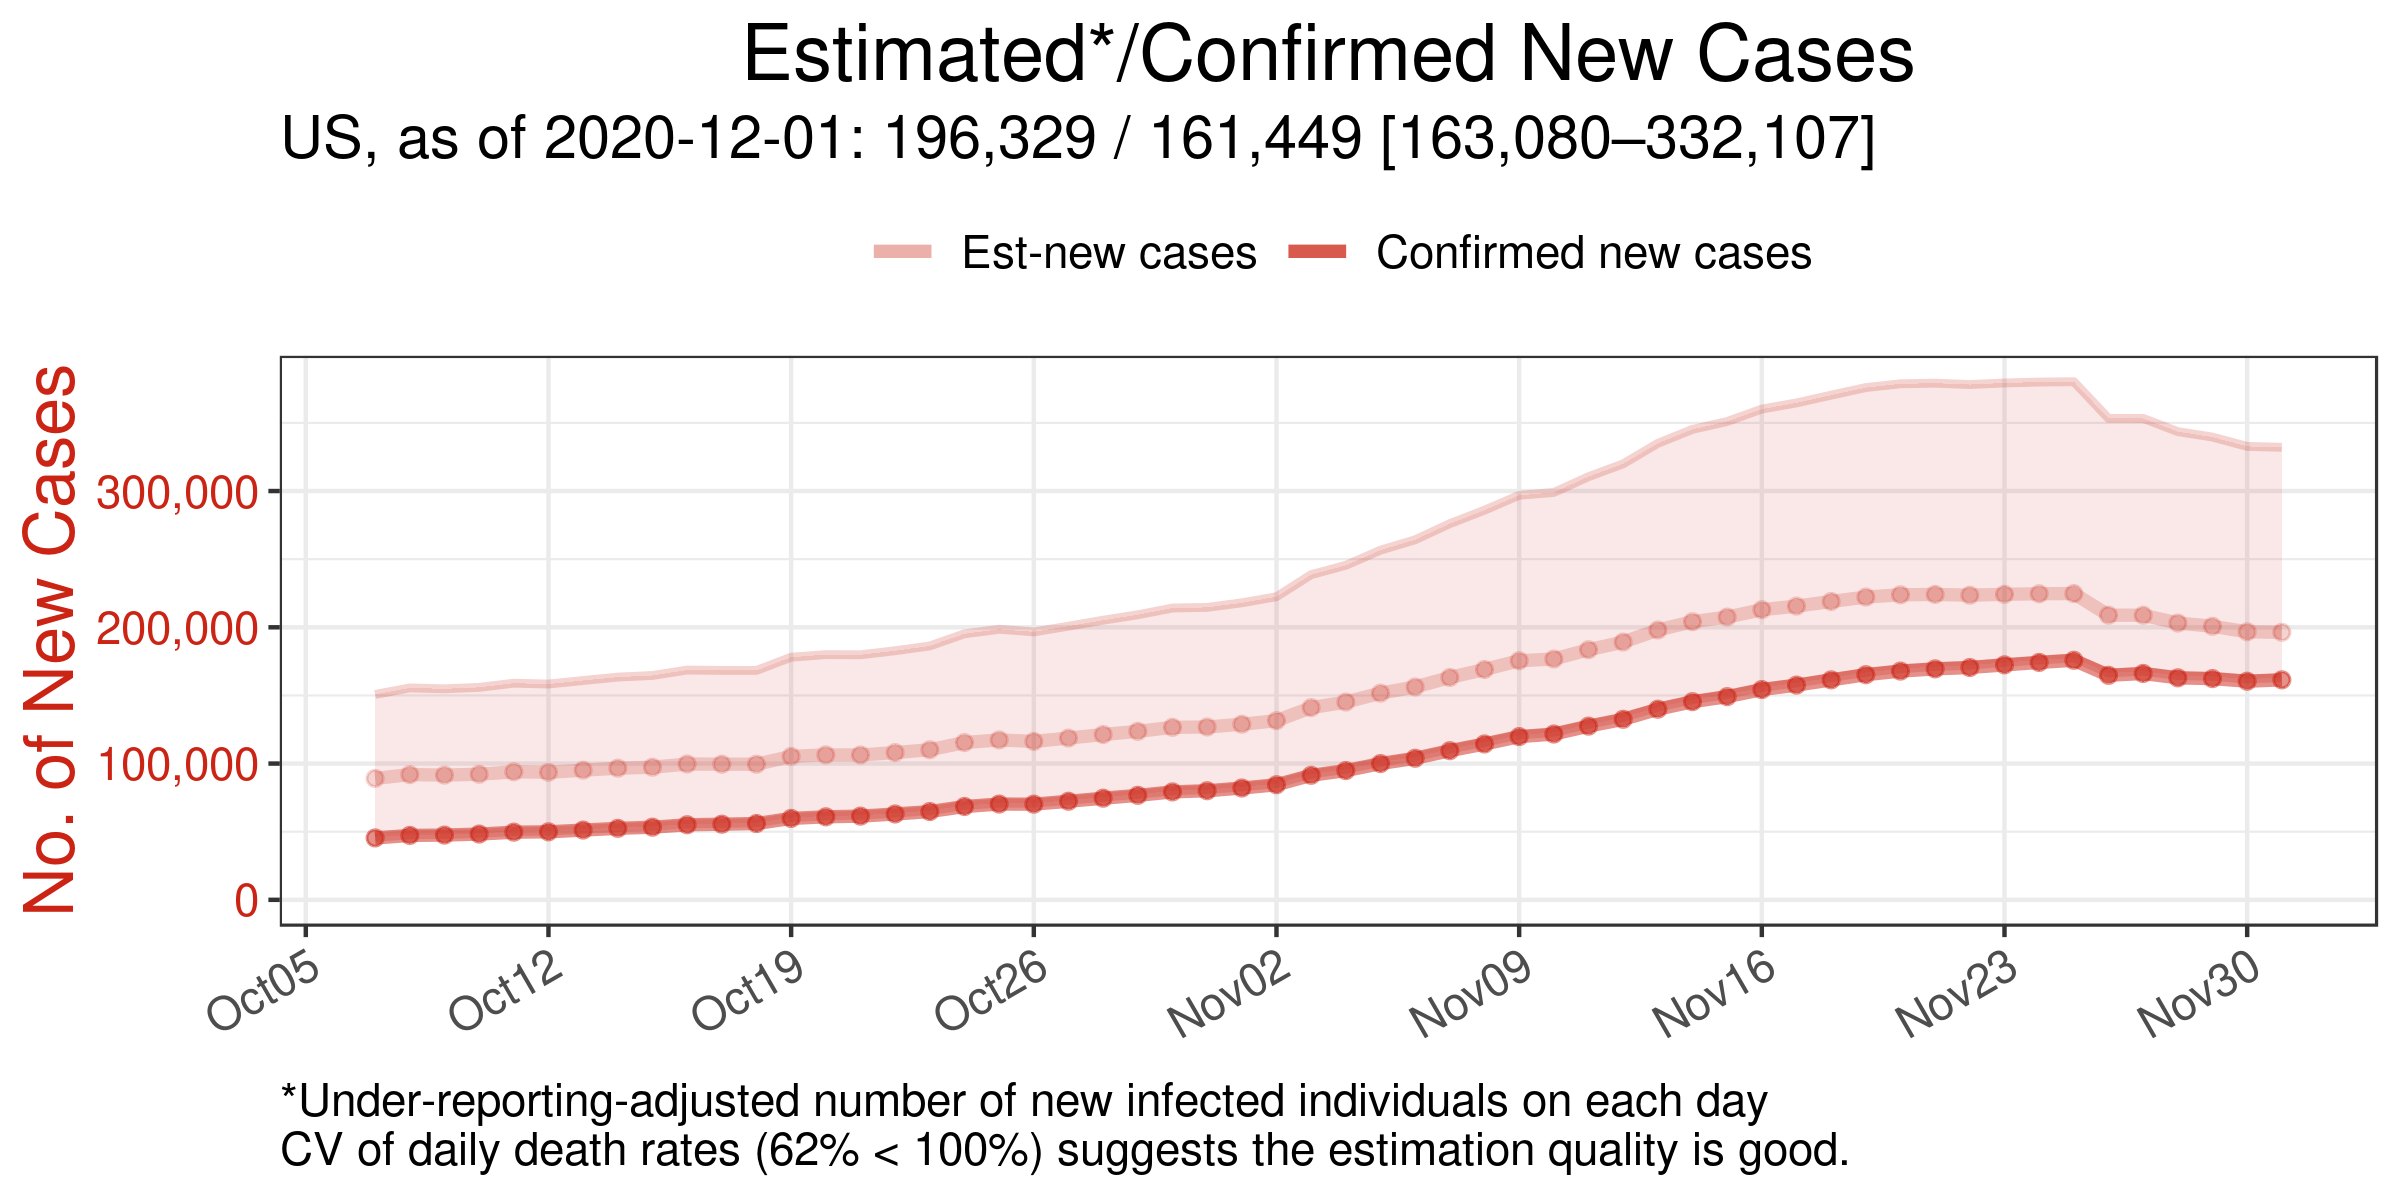 Estimated*/Confirmed New Cases
US, as of 2020-12-01: 196,329 / 161,449 [163,080–332,107]
Est-new cases
Confirmed new cases
No. of New Cases
300,000
200,000
100,000
0
Oct05
Oct12
Oct19
Oct26
Nov02
Nov09
Nov16
Nov23
Nov30
*Under-reporting-adjusted number of new infected individuals on each day
CV of daily death rates (62% < 100%) suggests the estimation quality is good.